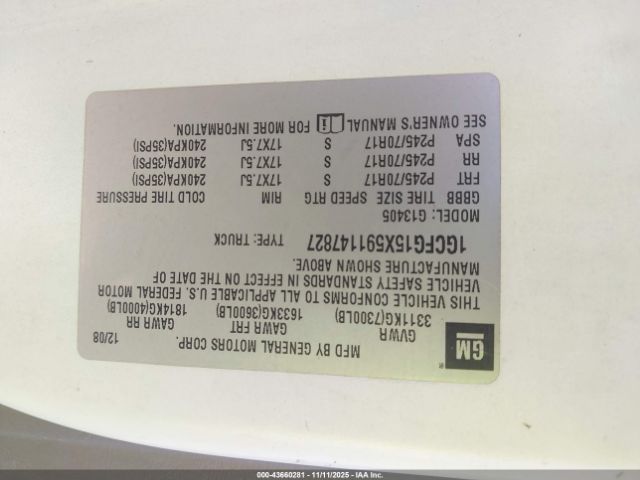 MFD BY GENERAL MOTORS CORP. 12/08
GM
GVWR GAWR FRT GAWR RR
3311KG(7300LB) 1633KG(3600LB) 1814KG(4000LB)
THIS VEHICLE CONFORMS TO ALL APPLICABLE U.S. FEDERAL MOTOR
VEHICLE SAFETY STANDARDS IN EFFECT ON THE DATE OF
MANUFACTURE SHOWN ABOVE.
1GCFG15X591147827 TYPE: TRUCK
MODEL: G13405
GBBB TIRE SIZE SPEED RTG RIM COLD TIRE PRESSURE
FRT P245/70R17 S 17X7.5J 240KPA(35PSI)
RR P245/70R17 S 17X7.5J 240KPA(35PSI)
SPA P245/70R17 S 17X7.5J 240KPA(35PSI)
SEE OWNER'S MANUAL FOR MORE INFORMATION.
000-43660281 - 11/11/2025 - IAA Inc.